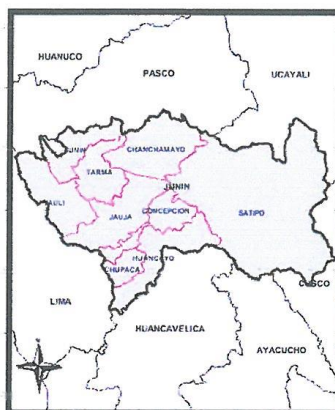 HUANUCO
PASCO
UCAYALI
JUNIN
CHANCHAMAYO
TARMA
JUNIN
YAULI
JAUJA
CONCEPCION
SATIPO
HUANCAYO
CHUPACA
CUSCO
LIMA
HUANCAVELICA
AYACUCHO